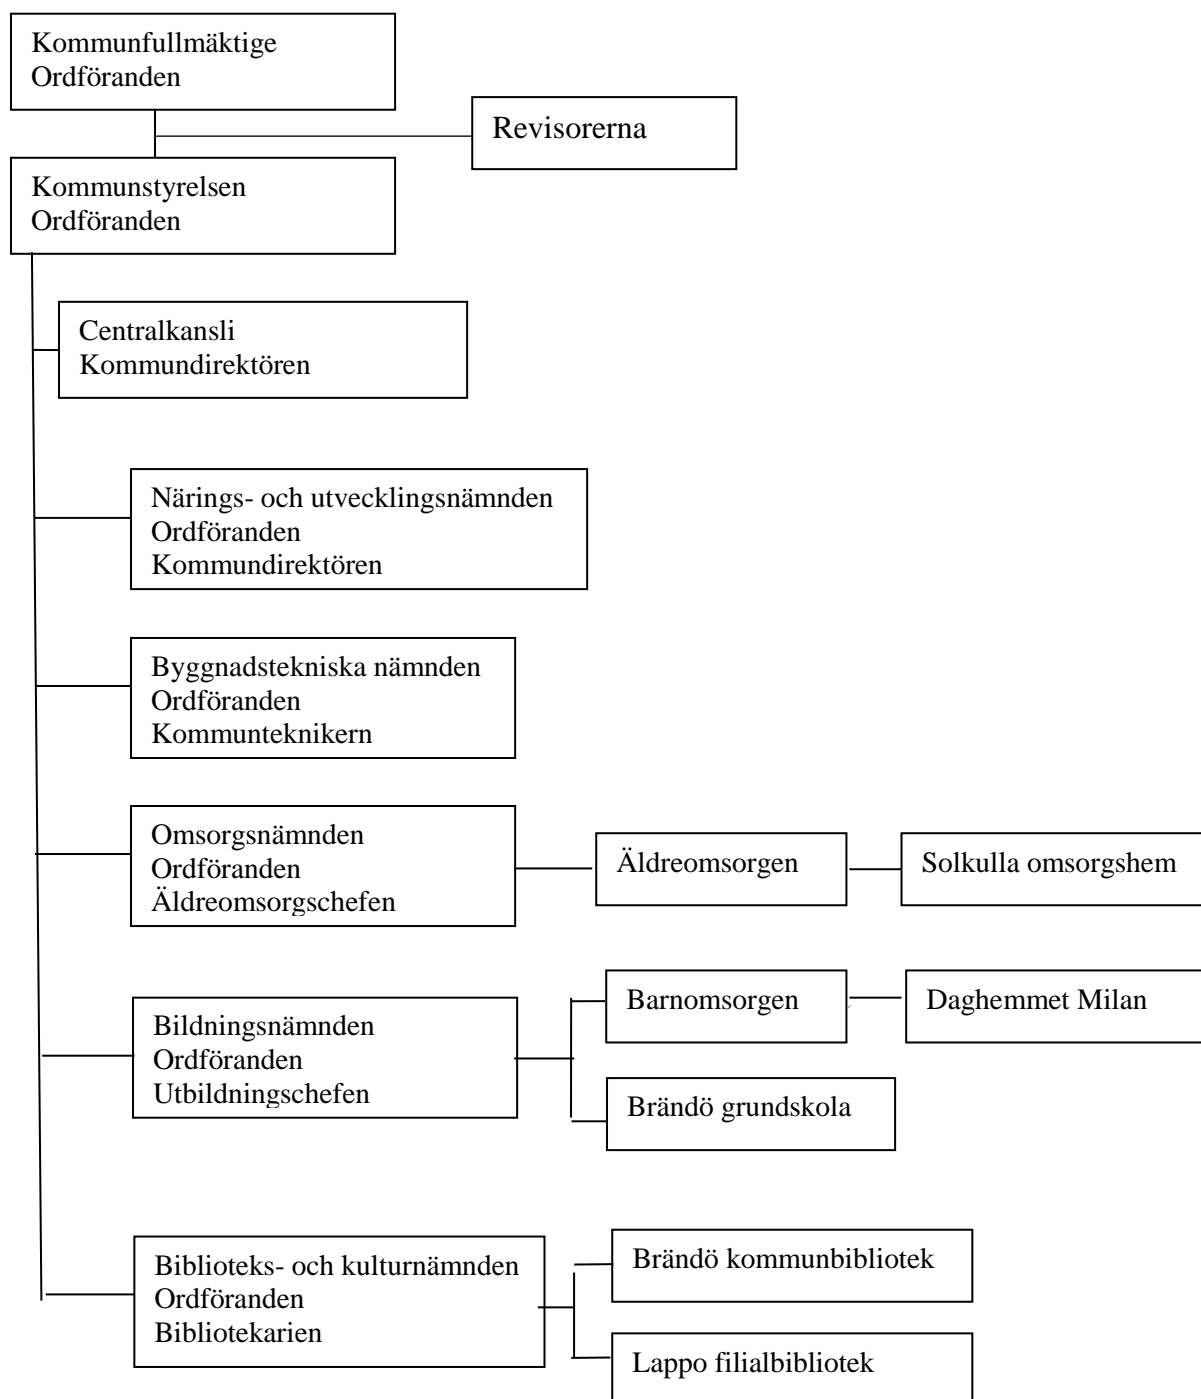 Kommunfullmäktige
Ordföranden
Revisorerna
Kommunstyrelsen
Ordföranden
Centralkansli
Kommundirektören
Närings- och utvecklingsnämnden
Ordföranden
Kommundirektören
Byggnadstekniska nämnden
Ordföranden
Kommunteknikern
Omsorgsnämnden
Ordföranden
Äldreomsorgschefen
Äldreomsorgen
Solkulla omsorgshem
Bildningsnämnden
Ordföranden
Utbildningschefen
Barnomsorgen
Daghemmet Milan
Brändö grundskola
Biblioteks- och kulturnämnden
Ordföranden
Bibliotekarien
Brändö kommunbibliotek
Lappo filialbibliotek